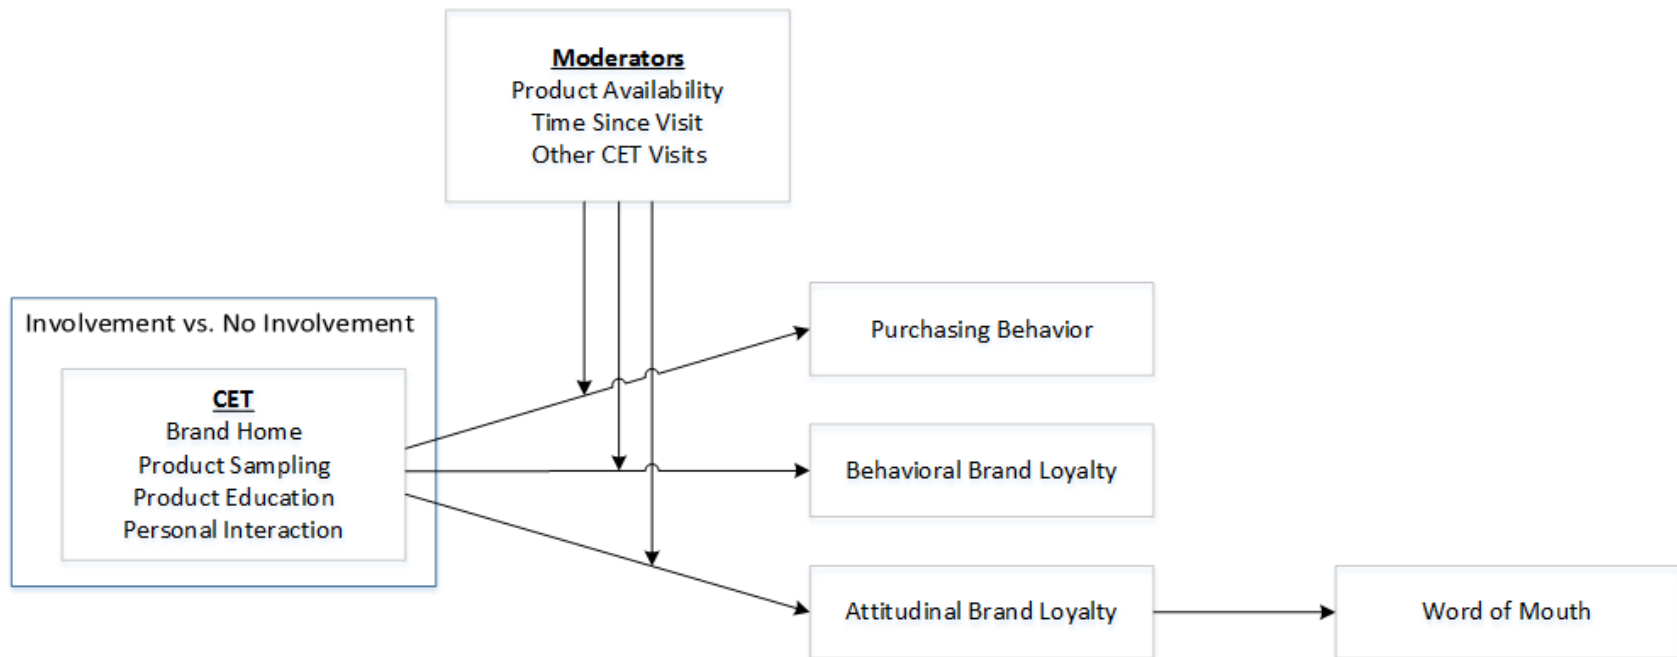 Moderators
Product Availability
Time Since Visit
Other CET Visits
Involvement vs. No Involvement
CET
Brand Home
Product Sampling
Product Education
Personal Interaction
Purchasing Behavior
Behavioral Brand Loyalty
Attitudinal Brand Loyalty
Word of Mouth